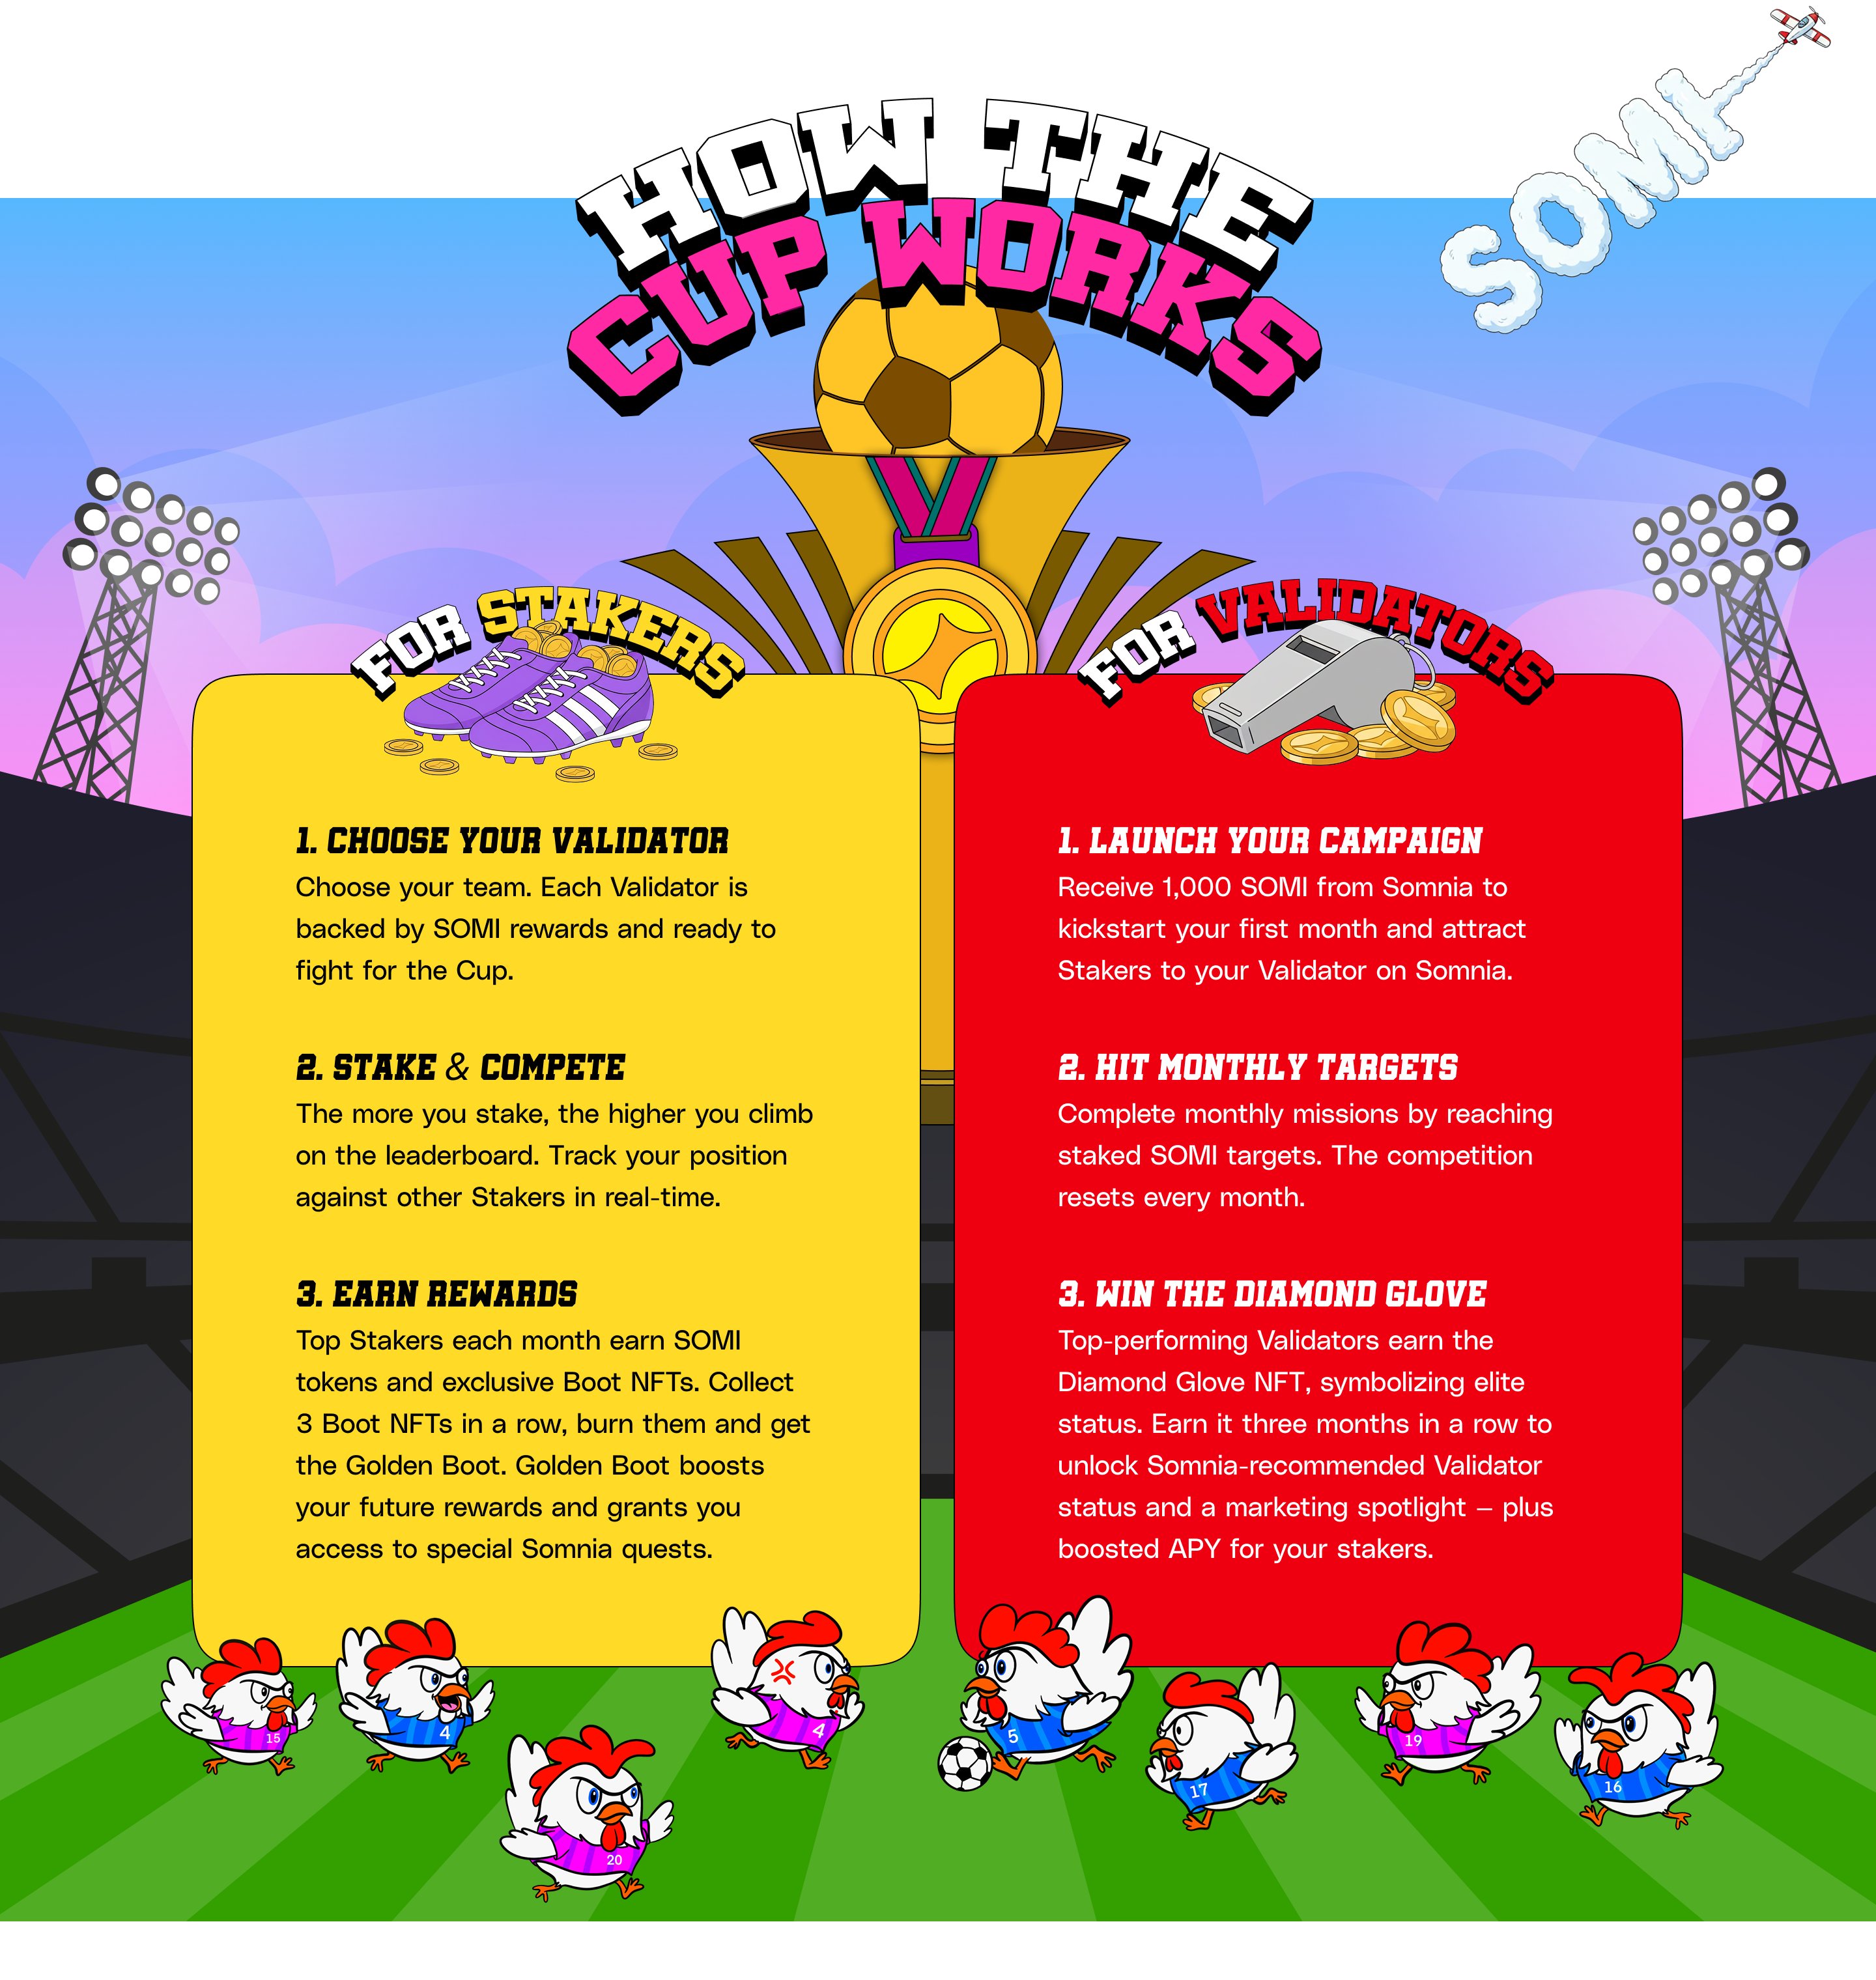 SOMI
HOW THE
CUP WORKS
FOR STAKERS
1. CHOOSE YOUR VALIDATOR
Choose your team. Each Validator is
backed by SOMI rewards and ready to
fight for the Cup.
2. STAKE & COMPETE
The more you stake, the higher you climb
on the leaderboard. Track your position
against other Stakers in real-time.
3. EARN REWARDS
Top Stakers each month earn SOMI
tokens and exclusive Boot NFTs. Collect
3 Boot NFTs in a row, burn them and get
the Golden Boot. Golden Boot boosts
your future rewards and grants you
access to special Somnia quests.
FOR VALIDATORS
1. LAUNCH YOUR CAMPAIGN
Receive 1,000 SOMI from Somnia to
kickstart your first month and attract
Stakers to your Validator on Somnia.
2. HIT MONTHLY TARGETS
Complete monthly missions by reaching
staked SOMI targets. The competition
resets every month.
3. WIN THE DIAMOND GLOVE
Top-performing Validators earn the
Diamond Glove NFT, symbolizing elite
status. Earn it three months in a row to
unlock Somnia-recommended Validator
status and a marketing spotlight – plus
boosted APY for your stakers.
15
4
20
4
5
17
19
16